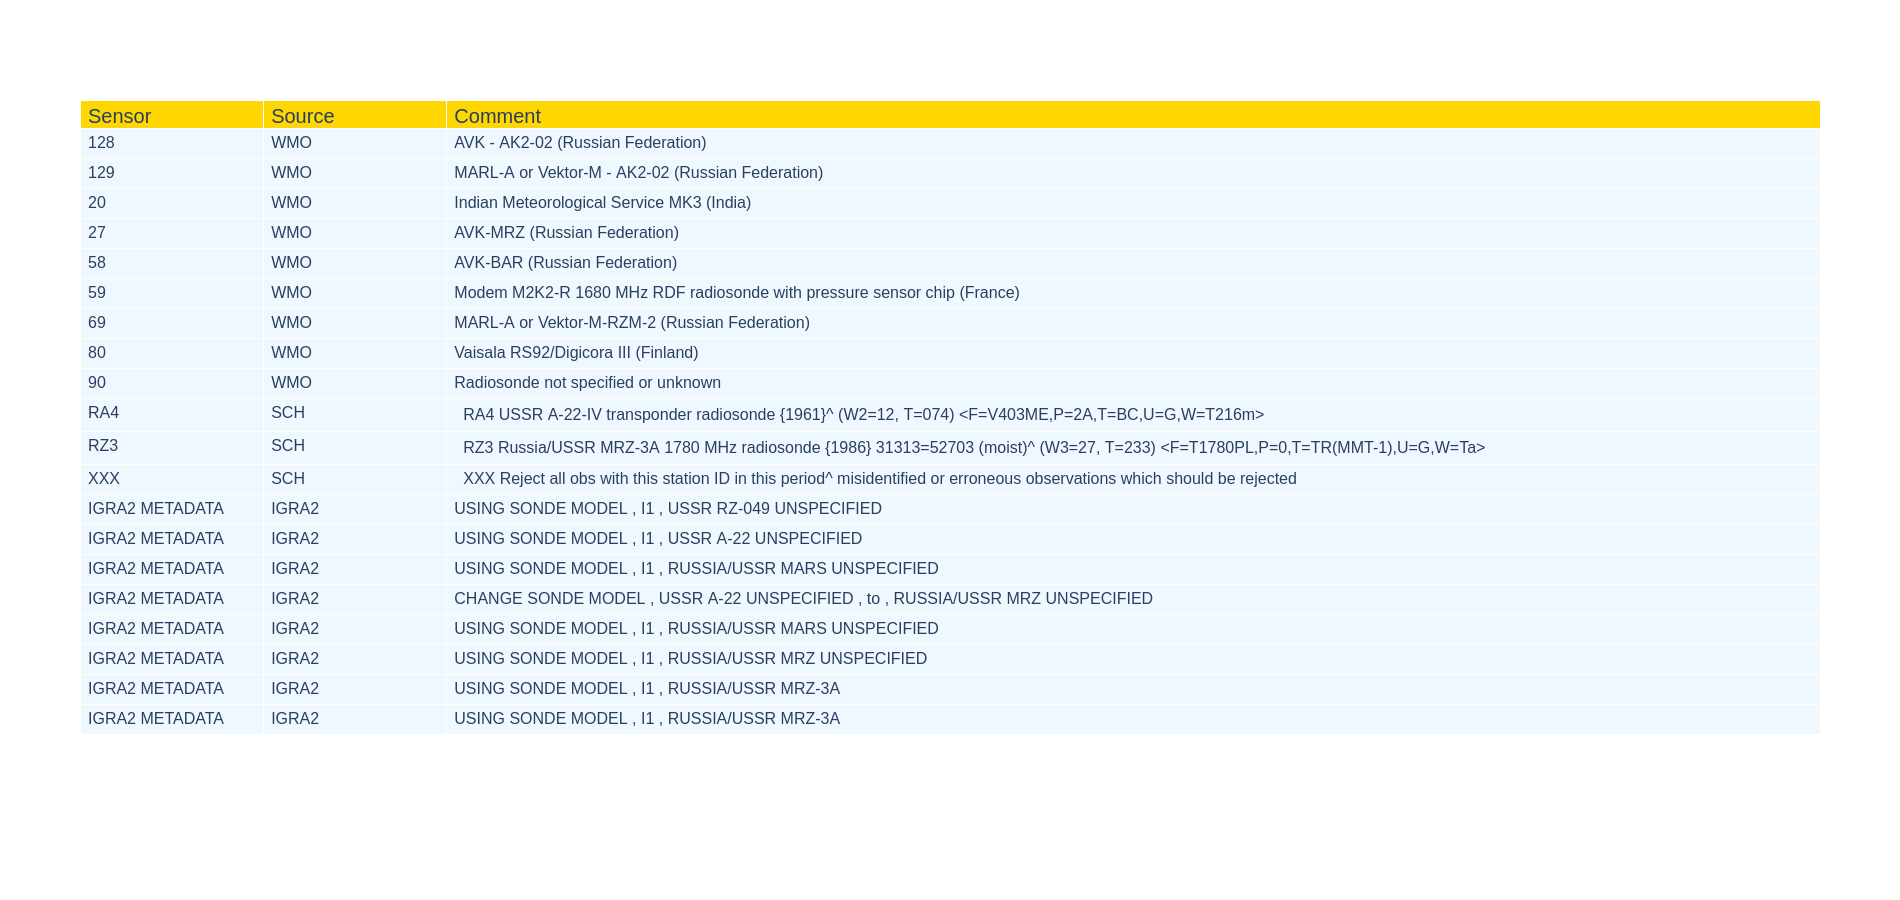 Sensor Source Comment
128 WMO AVK - AK2-02 (Russian Federation)
129 WMO MARL-A or Vektor-M - AK2-02 (Russian Federation)
20 WMO Indian Meteorological Service MK3 (India)
27 WMO AVK-MRZ (Russian Federation)
58 WMO AVK-BAR (Russian Federation)
59 WMO Modem M2K2-R 1680 MHz RDF radiosonde with pressure sensor chip (France)
69 WMO MARL-A or Vektor-M-RZM-2 (Russian Federation)
80 WMO Vaisala RS92/Digicora III (Finland)
90 WMO Radiosonde not specified or unknown
RA4 SCH RA4 USSR A-22-IV transponder radiosonde {1961}^ (W2=12, T=074) <F=V403ME,P=2A,T=BC,U=G,W=T216m>
RZ3 SCH RZ3 Russia/USSR MRZ-3A 1780 MHz radiosonde {1986} 31313=52703 (moist)^ (W3=27, T=233) <F=T1780PL,P=0,T=TR(MMT-1),U=G,W=Ta>
XXX SCH XXX Reject all obs with this station ID in this period^ misidentified or erroneous observations which should be rejected
IGRA2 METADATA IGRA2 USING SONDE MODEL , I1 , USSR RZ-049 UNSPECIFIED
IGRA2 METADATA IGRA2 USING SONDE MODEL , I1 , USSR A-22 UNSPECIFIED
IGRA2 METADATA IGRA2 USING SONDE MODEL , I1 , RUSSIA/USSR MARS UNSPECIFIED
IGRA2 METADATA IGRA2 CHANGE SONDE MODEL , USSR A-22 UNSPECIFIED , to , RUSSIA/USSR MRZ UNSPECIFIED
IGRA2 METADATA IGRA2 USING SONDE MODEL , I1 , RUSSIA/USSR MARS UNSPECIFIED
IGRA2 METADATA IGRA2 USING SONDE MODEL , I1 , RUSSIA/USSR MRZ UNSPECIFIED
IGRA2 METADATA IGRA2 USING SONDE MODEL , I1 , RUSSIA/USSR MRZ-3A
IGRA2 METADATA IGRA2 USING SONDE MODEL , I1 , RUSSIA/USSR MRZ-3A